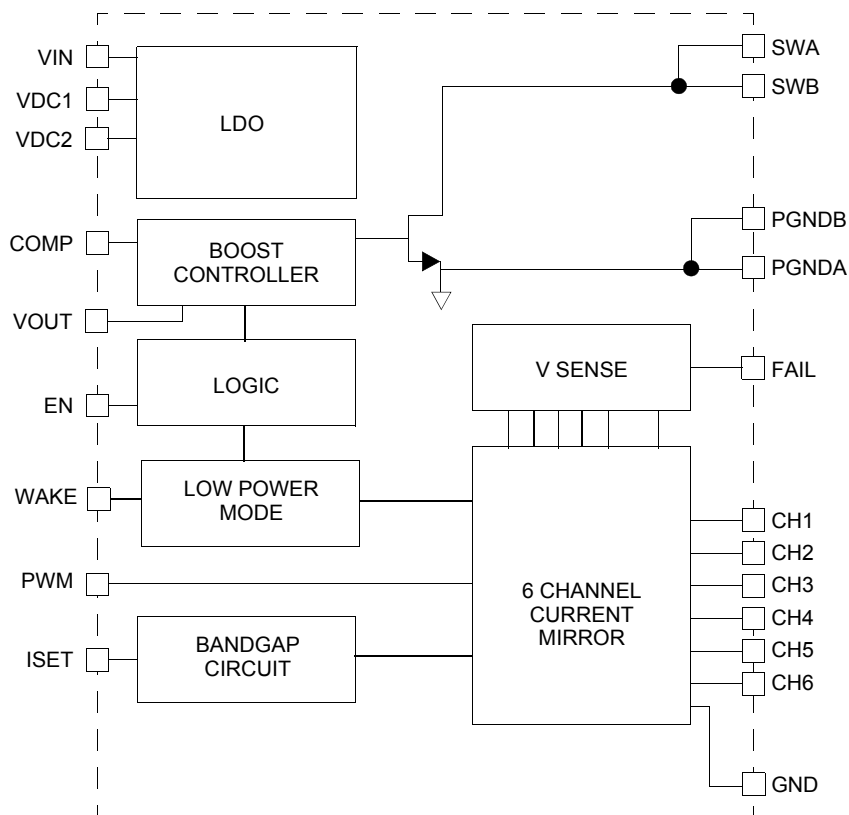 VIN
VDC1
VDC2
LDO
SWA
SWB
COMP
BOOST
CONTROLLER
PGNDB
PGNDA
VOUT
EN
LOGIC
V SENSE
FAIL
WAKE
LOW POWER
MODE
PWM
6 CHANNEL
CURRENT
MIRROR
CH1
CH2
CH3
CH4
CH5
CH6
ISET
BANDGAP
CIRCUIT
GND